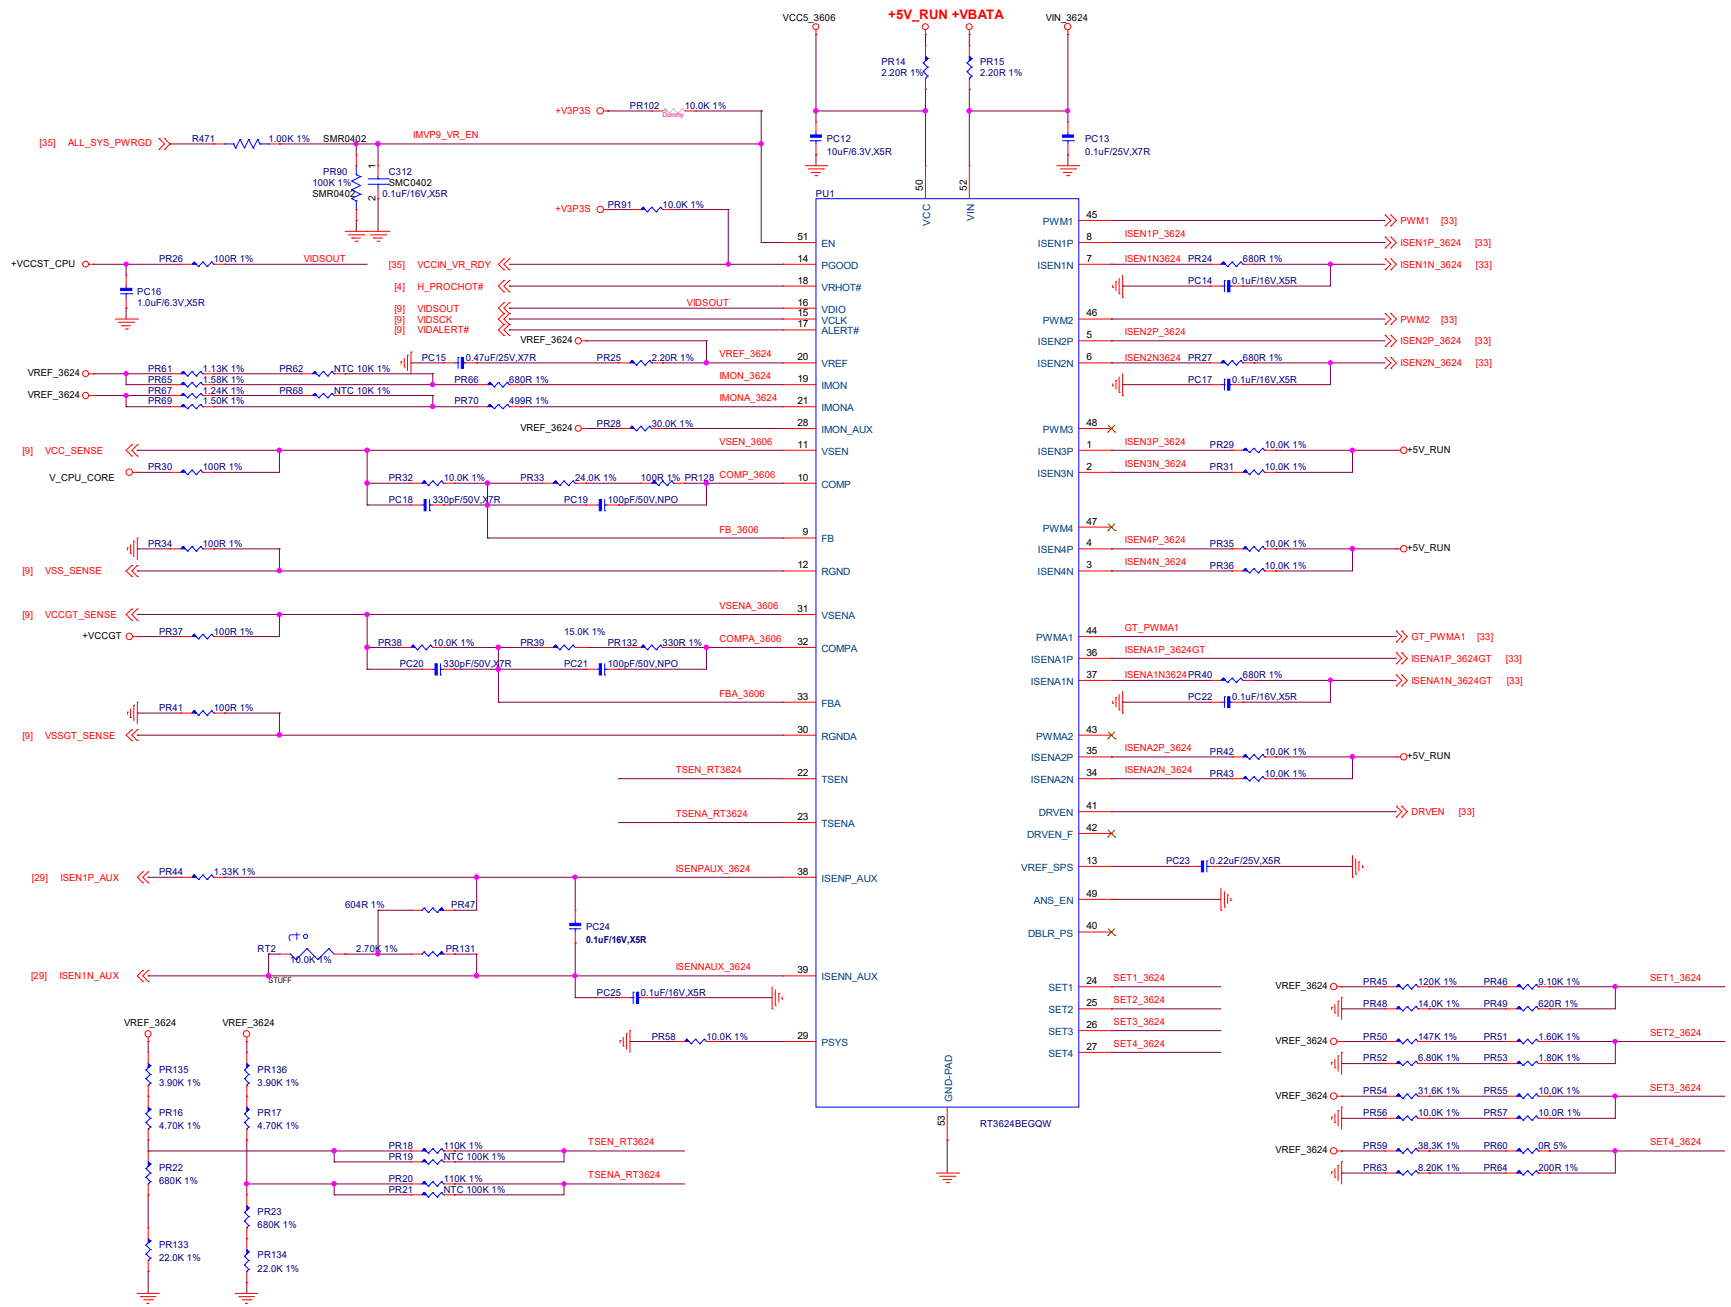 VCC5_3606
+5V_RUN +VBATA
VIN_3624
PR14
2.20R 1%
PR15
2.20R 1%
+V3P3S
PR102
10.0K 1%
Dummy
[35] ALL_SYS_PWRGD
R471
1.00K 1%
SMR0402
IMVP9_VR_EN
PC12
10uF/6.3V,X5R
PC13
0.1uF/25V,X7R
PR90
100K 1%
SMR0402
1
2
C312
SMC0402
0.1uF/16V,X5R
+V3P3S
PR91
10.0K 1%
PU1
50
VCC
52
VIN
51
EN
+VCCST_CPU
PR26
100R 1%
VIDSOUT
PC16
1.0uF/6.3V,X5R
[35] VCCIN_VR_RDY
14
PGOOD
[4] H_PROCHOT#
18
VRHOT#
[9] VIDSOUT
VIDSOUT
16
VDIO
[9] VIDSCK
15
VCLK
[9] VIDALERT#
17
ALERT#
VREF_3624
PC15
0.47uF/25V,X7R
PR25
2.20R 1%
VREF_3624
20
VREF
VREF_3624
PR61
1.13K 1%
PR62
NTC 10K 1%
PR65
1.58K 1%
PR66
680R 1%
IMON_3624
19
IMON
VREF_3624
PR67
1.24K 1%
PR68
NTC 10K 1%
PR69
1.50K 1%
PR70
499R 1%
IMONA_3624
21
IMONA
VREF_3624
PR28
30.0K 1%
28
IMON_AUX
[9] VCC_SENSE
VSEN_3606
11
VSEN
V_CPU_CORE
PR30
100R 1%
PR32
10.0K 1%
PR33
24.0K 1%
100R 1%
PR128
COMP_3606
10
COMP
PC18
330pF/50V,X7R
PC19
100pF/50V,NPO
FB_3606
9
FB
PR34
100R 1%
[9] VSS_SENSE
12
RGND
[9] VCCGT_SENSE
VSENA_3606
31
VSENA
+VCCGT
PR37
100R 1%
PR38
10.0K 1%
PR39
15.0K 1%
PR132
330R 1%
COMPA_3606
32
COMPA
PC20
330pF/50V,X7R
PC21
100pF/50V,NPO
FBA_3606
33
FBA
PR41
100R 1%
[9] VSSGT_SENSE
30
RGNDA
TSEN_RT3624
22
TSEN
TSENA_RT3624
23
TSENA
[29] ISEN1P_AUX
PR44
1.33K 1%
ISENPAUX_3624
38
ISENP_AUX
604R 1%
PR47
PC24
0.1uF/16V,X5R
RT2
10.0K 1%
STUFF
2.70K 1%
PR131
[29] ISEN1N_AUX
ISENNAUX_3624
39
ISENN_AUX
PC25
0.1uF/16V,X5R
PR58
10.0K 1%
29
PSYS
PWM1
45
PWM1 [33]
ISEN1P
8
ISEN1P_3624
ISEN1P_3624 [33]
ISEN1N
7
ISEN1N3624
PR24
680R 1%
ISEN1N_3624 [33]
PC14
0.1uF/16V,X5R
PWM2
46
PWM2 [33]
ISEN2P
5
ISEN2P_3624
ISEN2P_3624 [33]
ISEN2N
6
ISEN2N3624
PR27
680R 1%
ISEN2N_3624 [33]
PC17
0.1uF/16V,X5R
PWM3
48
ISEN3P
1
ISEN3P_3624
PR29
10.0K 1%
+5V_RUN
ISEN3N
2
ISEN3N_3624
PR31
10.0K 1%
PWM4
47
ISEN4P
4
ISEN4P_3624
PR35
10.0K 1%
+5V_RUN
ISEN4N
3
ISEN4N_3624
PR36
10.0K 1%
PWMA1
44
GT_PWMA1
GT_PWMA1 [33]
ISENA1P
36
ISENA1P_3624GT
ISENA1P_3624GT [33]
ISENA1N
37
ISENA1N3624
PR40
680R 1%
ISENA1N_3624GT [33]
PC22
0.1uF/16V,X5R
PWMA2
43
ISENA2P
35
ISENA2P_3624
PR42
10.0K 1%
+5V_RUN
ISENA2N
34
ISENA2N_3624
PR43
10.0K 1%
DRVEN
41
DRVEN [33]
DRVEN_F
42
VREF_SPS
13
PC23
0.22uF/25V,X5R
ANS_EN
49
DBLR_PS
40
SET1
24
SET1_3624
SET2
25
SET2_3624
SET3
26
SET3_3624
SET4
27
SET4_3624
GND-PAD
53
RT3624BEGQW
VREF_3624
PR45
120K 1%
PR46
9.10K 1%
SET1_3624
PR48
14.0K 1%
PR49
620R 1%
VREF_3624
PR50
147K 1%
PR51
1.60K 1%
SET2_3624
PR52
6.80K 1%
PR53
1.80K 1%
VREF_3624
PR54
31.6K 1%
PR55
10.0K 1%
SET3_3624
PR56
10.0K 1%
PR57
10.0R 1%
VREF_3624
PR59
38.3K 1%
PR60
0R 5%
SET4_3624
PR63
8.20K 1%
PR64
200R 1%
VREF_3624
VREF_3624
PR135
3.90K 1%
PR136
3.90K 1%
PR16
4.70K 1%
PR17
4.70K 1%
PR18
110K 1%
TSEN_RT3624
PR19
NTC 100K 1%
PR22
680K 1%
PR20
110K 1%
TSENA_RT3624
PR21
NTC 100K 1%
PR23
680K 1%
PR133
22.0K 1%
PR134
22.0K 1%